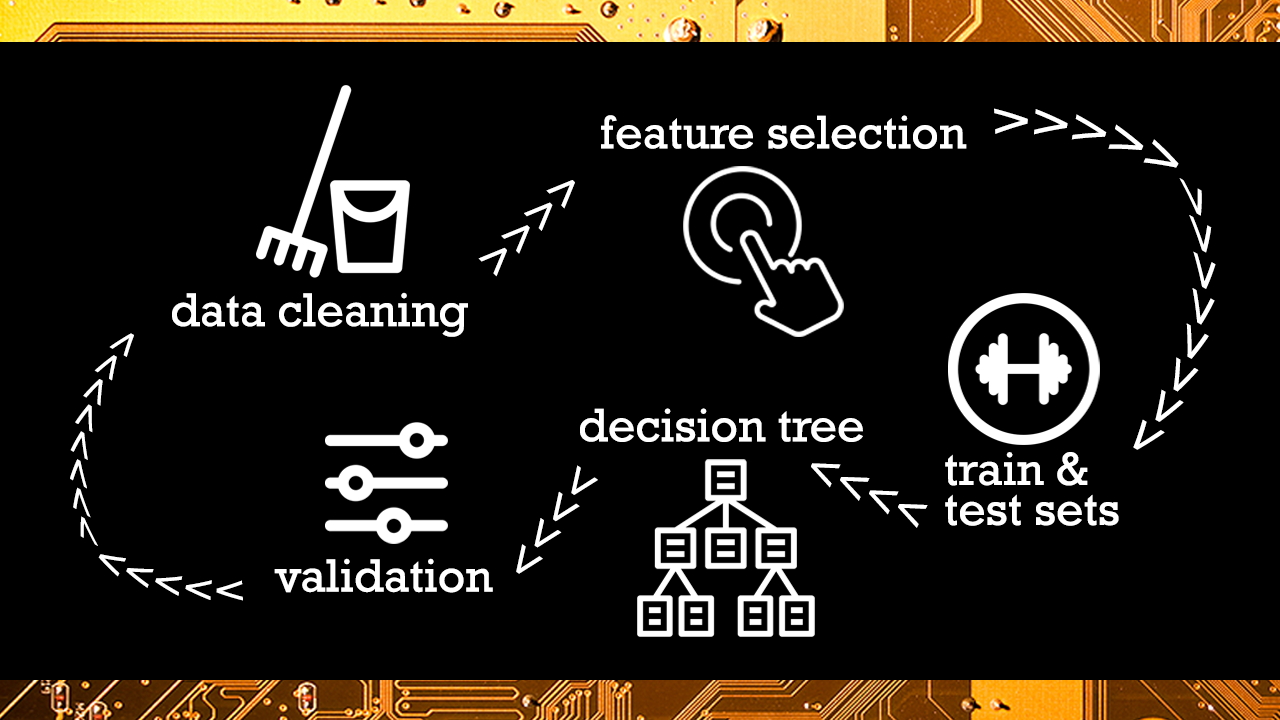 feature selection
data cleaning
decision tree
train &
test sets
validation